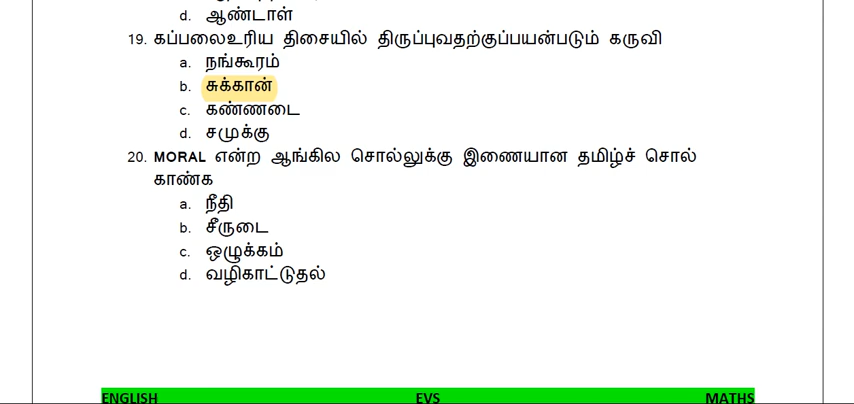 d. ஆண்டாள்
19. கப்பலைஉரிய திசையில் திருப்புவதற்குப்பயன்படும் கருவி
a. நங்கூரம்
b. சுக்கான்
c. கண்ணடை
d. சமுக்கு
20. MORAL என்ற ஆங்கில சொல்லுக்கு இணையான தமிழ்ச் சொல்
காண்க
a. நீதி
b. சீருடை
c. ஒழுக்கம்
d. வழிகாட்டுதல்
ENGLISH EVS MATHS